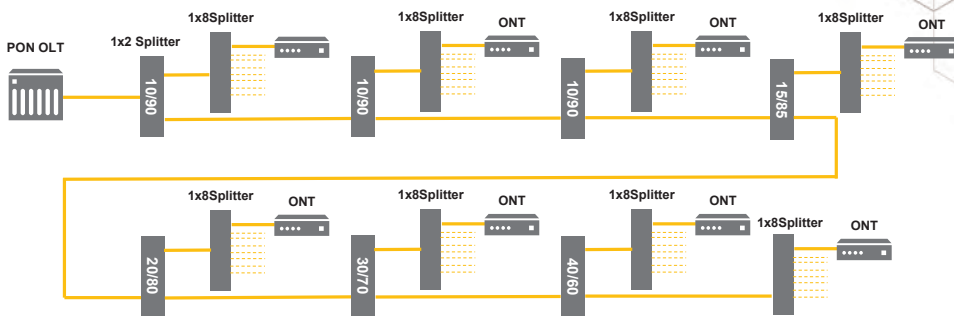 1x8Splitter
1x8Splitter
ONT
1x8Splitter
ONT
1x8Splitter
ONT
PON OLT
1x2 Splitter
10/90
10/90
10/90
15/85
1x8Splitter
ONT
1x8Splitter
ONT
1x8Splitter
ONT
1x8Splitter
ONT
20/80
30/70
40/60